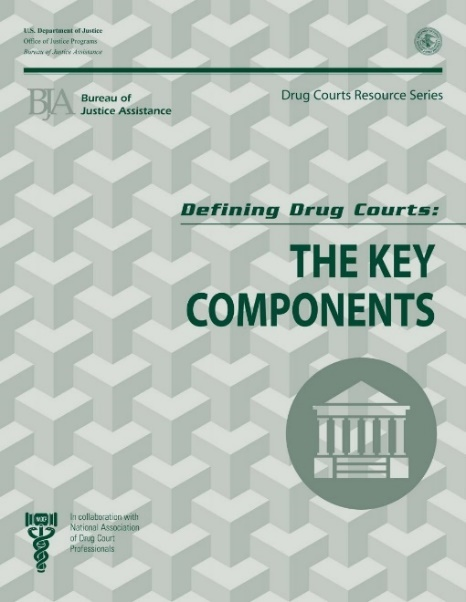 U.S. Department of Justice
Office of Justice Programs
Bureau of Justice Assistance
BJA
Bureau of
Justice Assistance
Drug Courts Resource Series
Defining Drug Courts:
THE KEY
COMPONENTS
In collaboration with
National Association
of Drug Court
Professionals